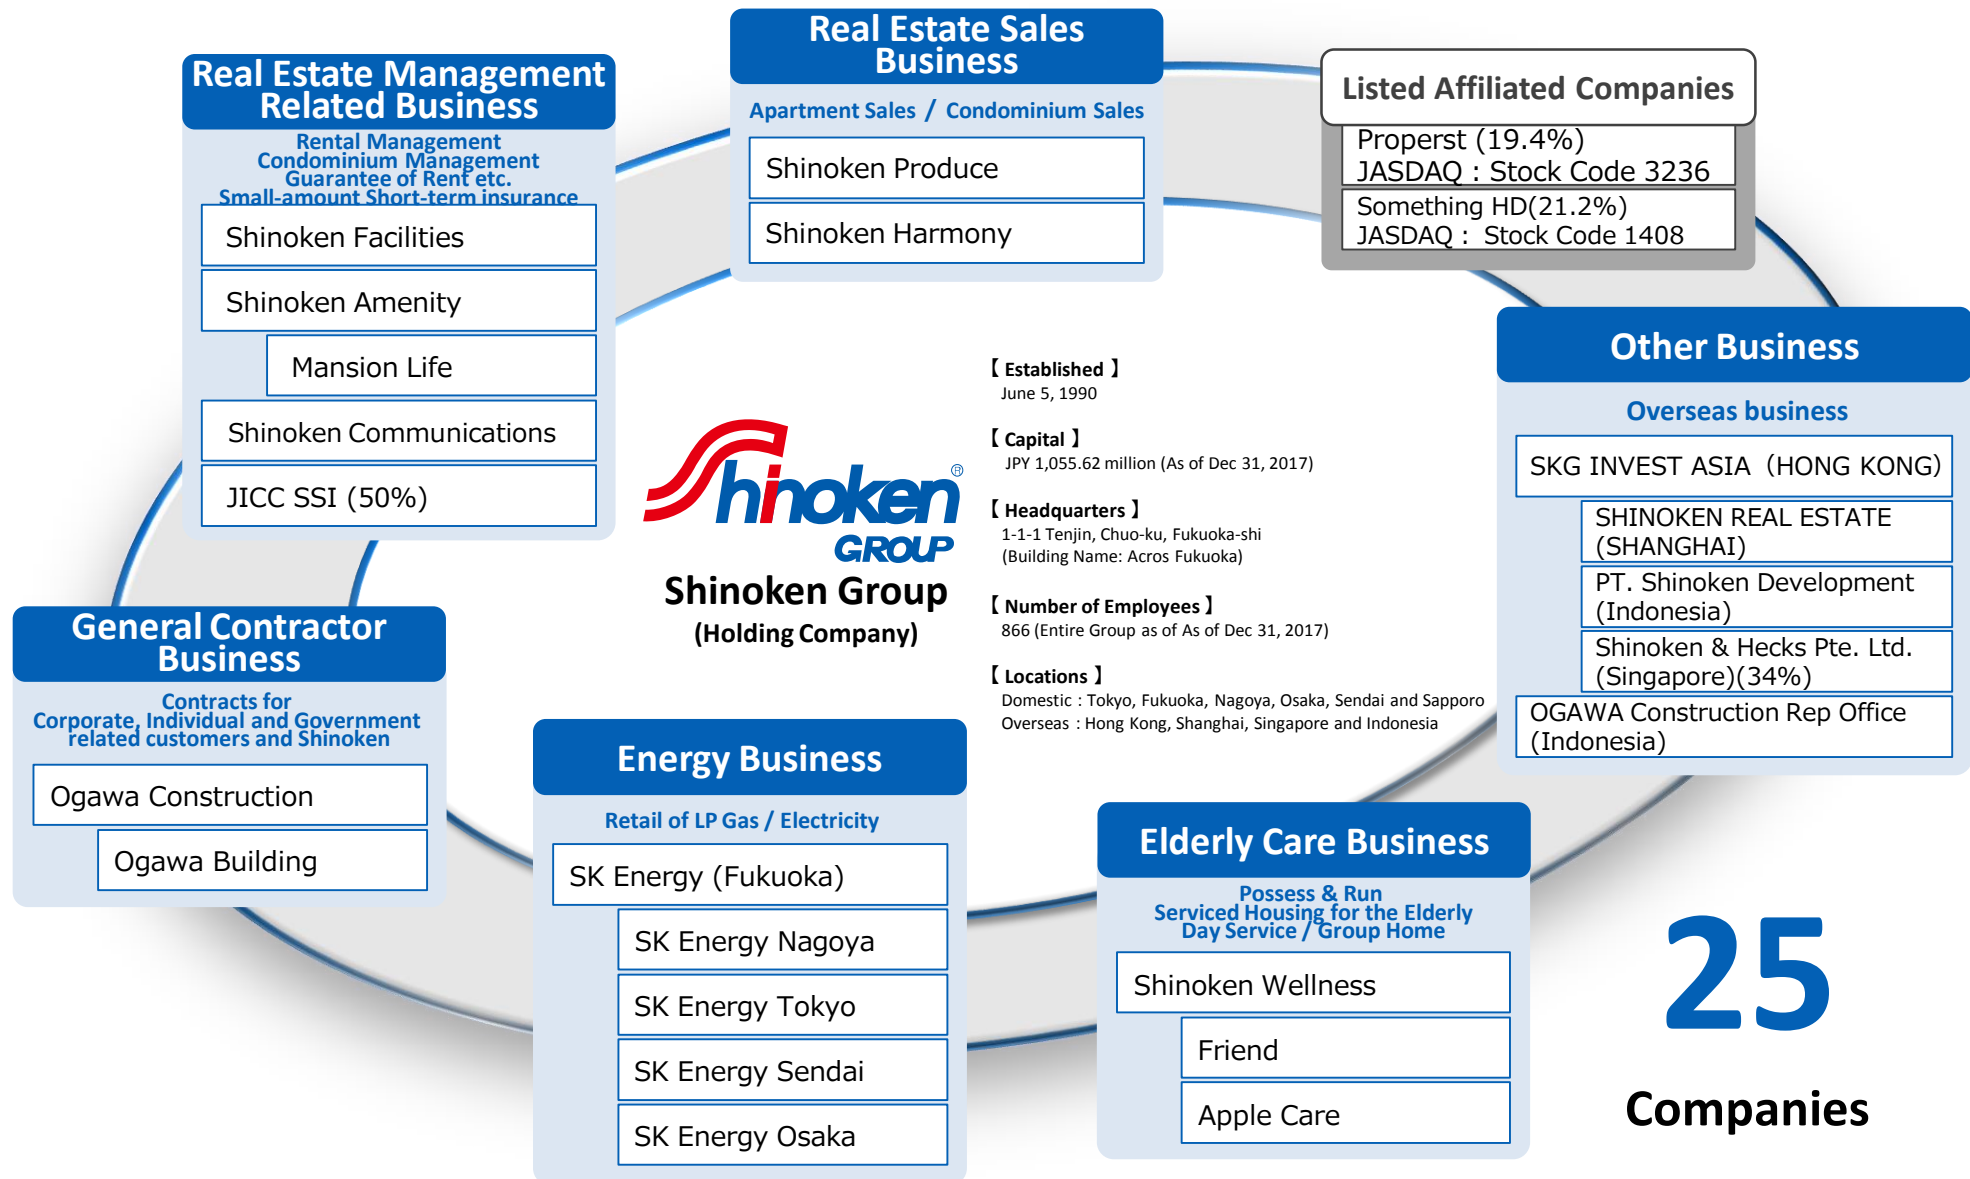 Real Estate Management
Related Business
Rental Management
Condominium Management
Guarantee of Rent etc.
Small-amount Short-term insurance
Shinoken Facilities
Shinoken Amenity
Mansion Life
Shinoken Communications
JICC SSI (50%)
Real Estate Sales
Business
Apartment Sales / Condominium Sales
Shinoken Produce
Shinoken Harmony
Listed Affiliated Companies
Properst (19.4%)
JASDAQ : Stock Code 3236
Something HD(21.2%)
JASDAQ : Stock Code 1408
Other Business
Overseas business
SKG INVEST ASIA（HONG KONG）
SHINOKEN REAL ESTATE
(SHANGHAI)
PT. Shinoken Development
(Indonesia)
Shinoken & Hecks Pte. Ltd.
(Singapore)(34%)
OGAWA Construction Rep Office
(Indonesia)
Shinoken®
GROUP
Shinoken Group
(Holding Company)
【 Established 】
June 5, 1990
【 Capital 】
JPY 1,055.62 million (As of Dec 31, 2017)
【 Headquarters 】
1-1-1 Tenjin, Chuo-ku, Fukuoka-shi
(Building Name: Acros Fukuoka)
【 Number of Employees 】
866 (Entire Group as of As of Dec 31, 2017)
【 Locations 】
Domestic : Tokyo, Fukuoka, Nagoya, Osaka, Sendai and Sapporo
Overseas : Hong Kong, Shanghai, Singapore and Indonesia
General Contractor
Business
Contracts for
Corporate, Individual and Government
related customers and Shinoken
Ogawa Construction
Ogawa Building
Energy Business
Retail of LP Gas / Electricity
SK Energy (Fukuoka)
SK Energy Nagoya
SK Energy Tokyo
SK Energy Sendai
SK Energy Osaka
Elderly Care Business
Possess & Run
Serviced Housing for the Elderly
Day Service / Group Home
Shinoken Wellness
Friend
Apple Care
25
Companies